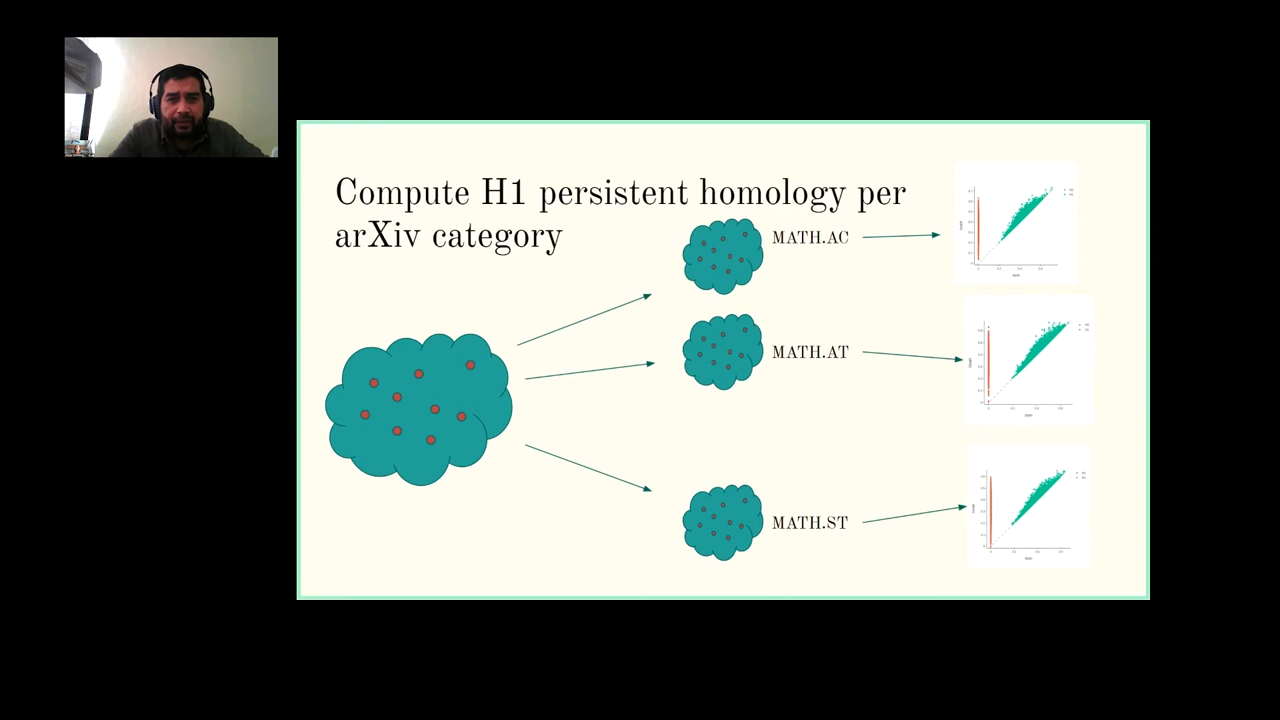 Compute H1 persistent homology per
arXiv category
MATH.AC
MATH.AT
MATH.ST